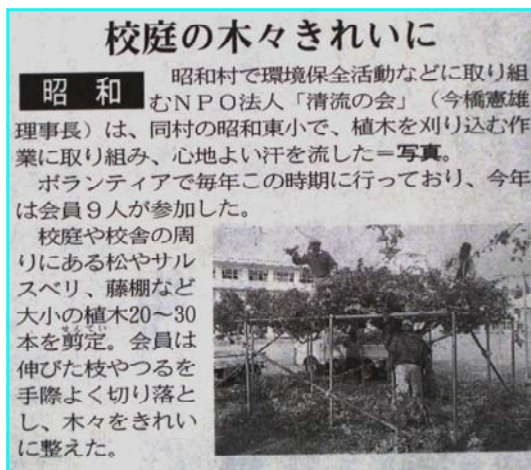 校庭の木々きれいに
昭和
昭和村で環境保全活動などに取り組
むＮＰＯ法人「清流の会」（今橋憲雄
理事長）は、同村の昭和東小で、植木を刈り込む作
業に取り組み、心地よい汗を流した＝写真。
ボランティアで毎年この時期に行っており、今年
は会員９人が参加した。
校庭や校舎の周
りにある松やサル
スベリ、藤棚など
大小の植木20〜30
本を剪定。会員は
せんてい
伸びた枝やつるを
手際よく切り落と
し、木々をきれい
に整えた。